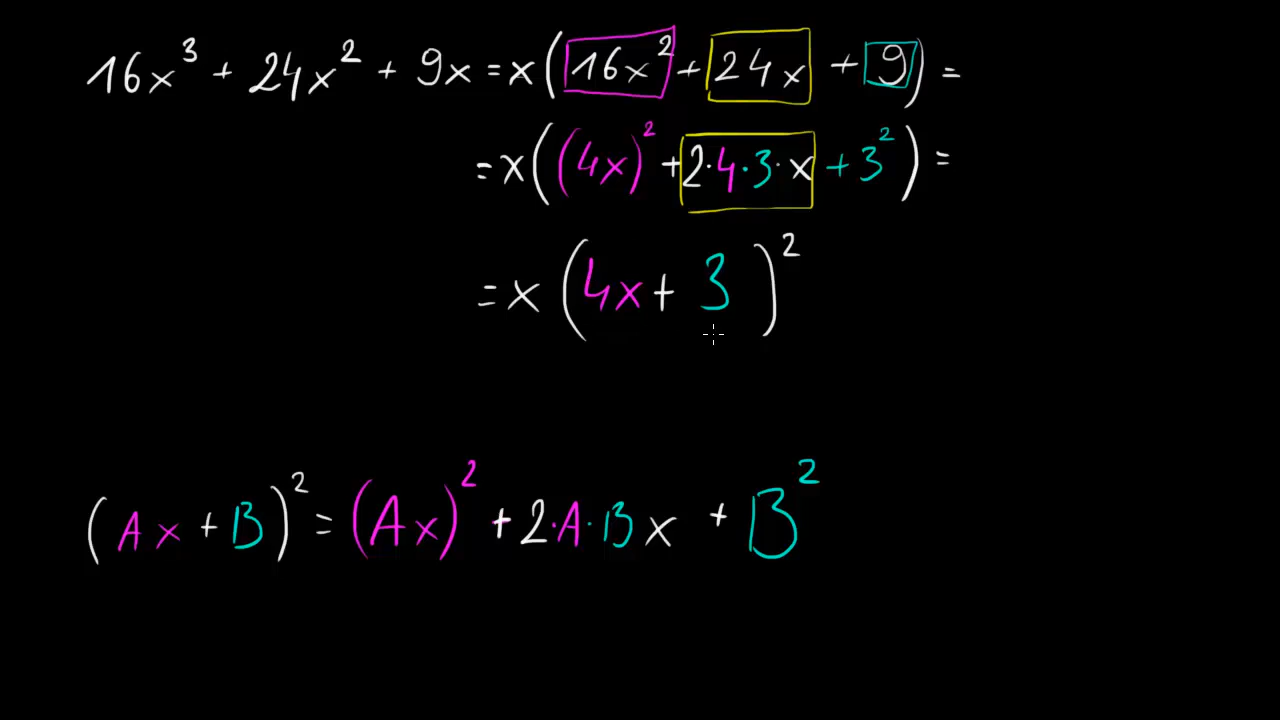 16x³ + 24x² + 9x = x(16x² + 24x + 9) =
= x((4x)² + 2·4·3·x + 3²) =
= x(4x + 3)²
(Ax + B)² = (Ax)² + 2·A·Bx + B²